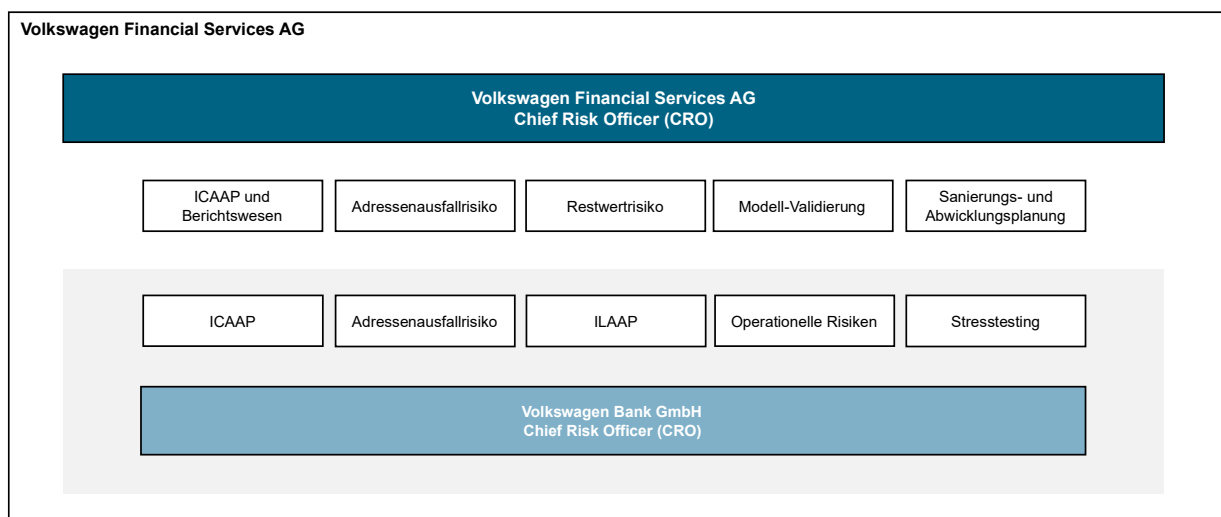 Volkswagen Financial Services AG
Volkswagen Financial Services AG
Chief Risk Officer (CRO)
ICAAP und
Berichtswesen
Adressenausfallrisiko
Restwertrisiko
Modell-Validierung
Sanierungs- und
Abwicklungsplanung
ICAAP
Adressenausfallrisiko
ILAAP
Operationelle Risiken
Stresstesting
Volkswagen Bank GmbH
Chief Risk Officer (CRO)